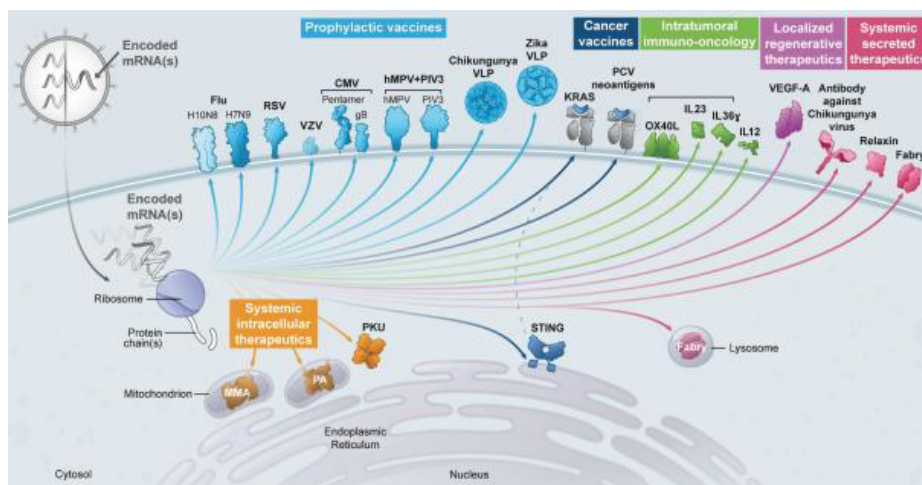 Encoded
mRNA(s)
Prophylactic vaccines
Cancer
vaccines
Intratumoral
immuno-oncology
Localized
regenerative
therapeutics
Systemic
secreted
therapeutics
Flu
H10N8
H7N9
RSV
VZV
CMV
Pentamer
gB
hMPV+PIV3
hMPV
PIV3
Chikungunya
VLP
Zika
VLP
KRAS
PCV
neoantigens
OX40L
IL23
IL36γ
IL12
VEGF-A
Antibody
against
Chikungunya
virus
Relaxin
Fabry
Encoded
mRNA(s)
Ribosome
Protein
chain(s)
Systemic
intracellular
therapeutics
PKU
STING
Fabry
Lysosome
Mitochondrion
MMA
PA
Endoplasmic
Reticulum
Cytosol
Nucleus